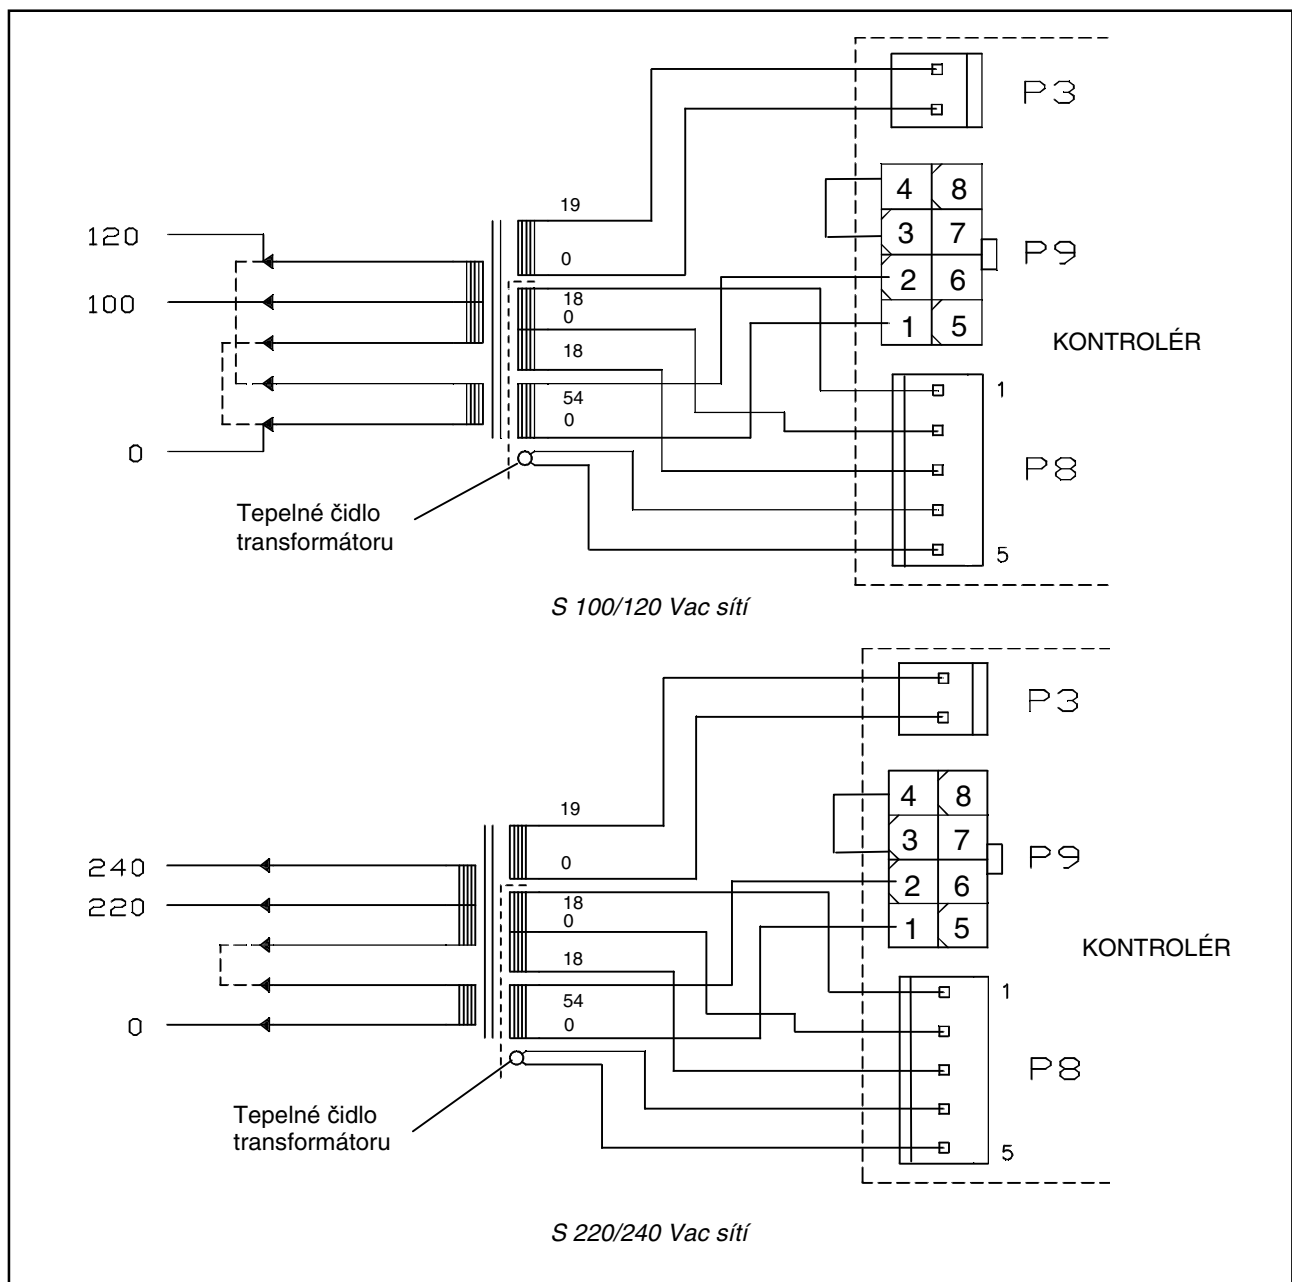 P3
19
4 8
120
3 7
0
P9
2 6
100
18
0
1 5
KONTROLÉR
18
1
54
0
0
P8
Tepelné čidlo
transformátoru
5
S 100/120 Vac sítí
P3
19
4 8
3 7
240
0
P9
2 6
220
18
0
1 5
KONTROLÉR
18
1
54
0
0
P8
Tepelné čidlo
transformátoru
5
S 220/240 Vac sítí